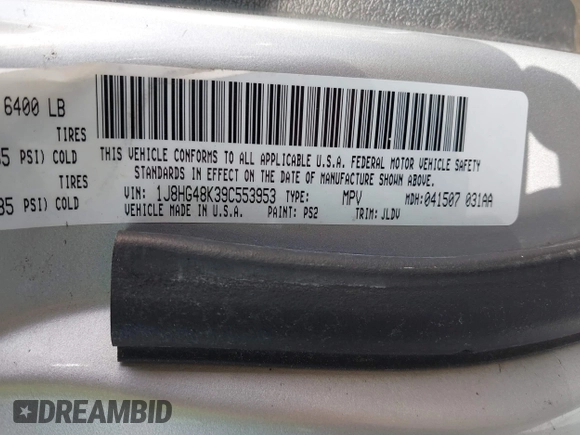 6400 LB
TIRES
35 PSI) COLD
TIRES
35 PSI) COLD
THIS VEHICLE CONFORMS TO ALL APPLICABLE U.S.A. FEDERAL MOTOR VEHICLE SAFETY
STANDARDS IN EFFECT ON THE DATE OF MANUFACTURE SHOWN ABOVE.
VIN: 1J8HG48K39C553953 TYPE: MPV MDH:041507 031AA
VEHICLE MADE IN U.S.A. PAINT: PS2 TRIM: JLDV
DREAMBID